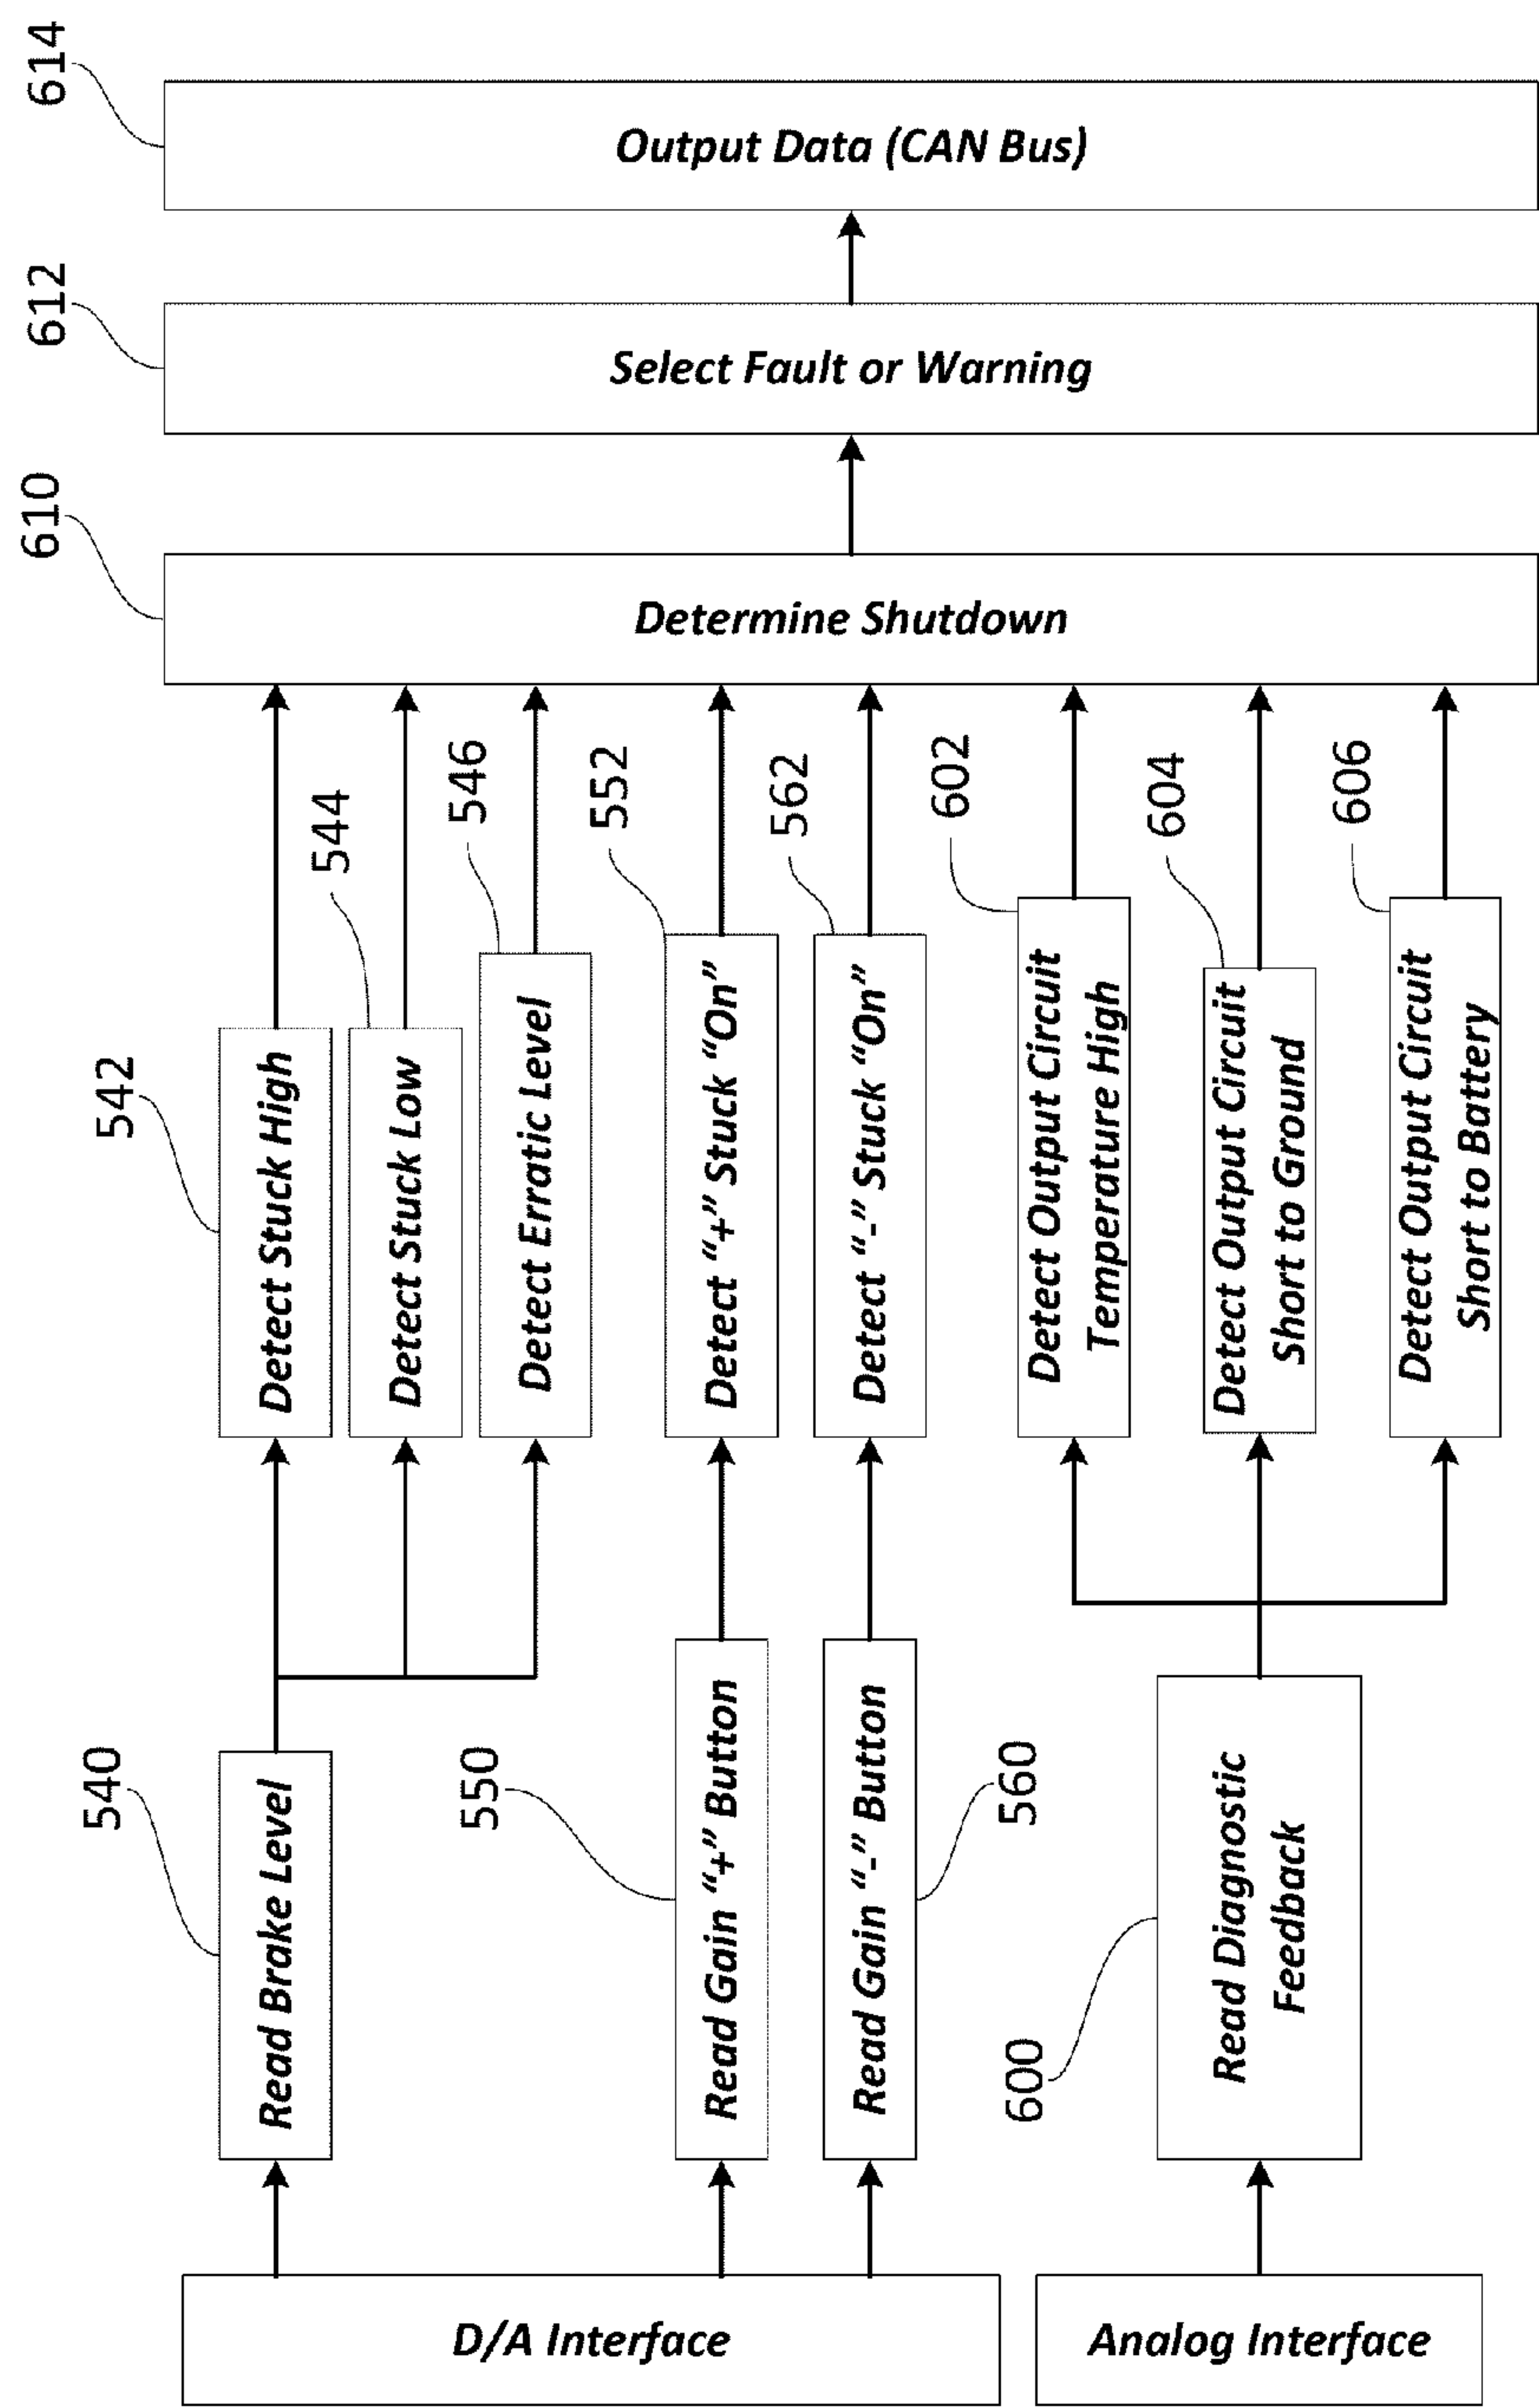 D/A Interface
Analog Interface
540
Read Brake Level
550
Read Gain “+” Button
Read Gain “-” Button
560
600
Read Diagnostic
Feedback
542
Detect Stuck High
544
Detect Stuck Low
546
Detect Erratic Level
552
Detect “+” Stuck “On”
562
Detect “-” Stuck “On”
602
Detect Output Circuit
Temperature High
604
Detect Output Circuit
Short to Ground
606
Detect Output Circuit
Short to Battery
610
Determine Shutdown
612
Select Fault or Warning
614
Output Data (CAN Bus)